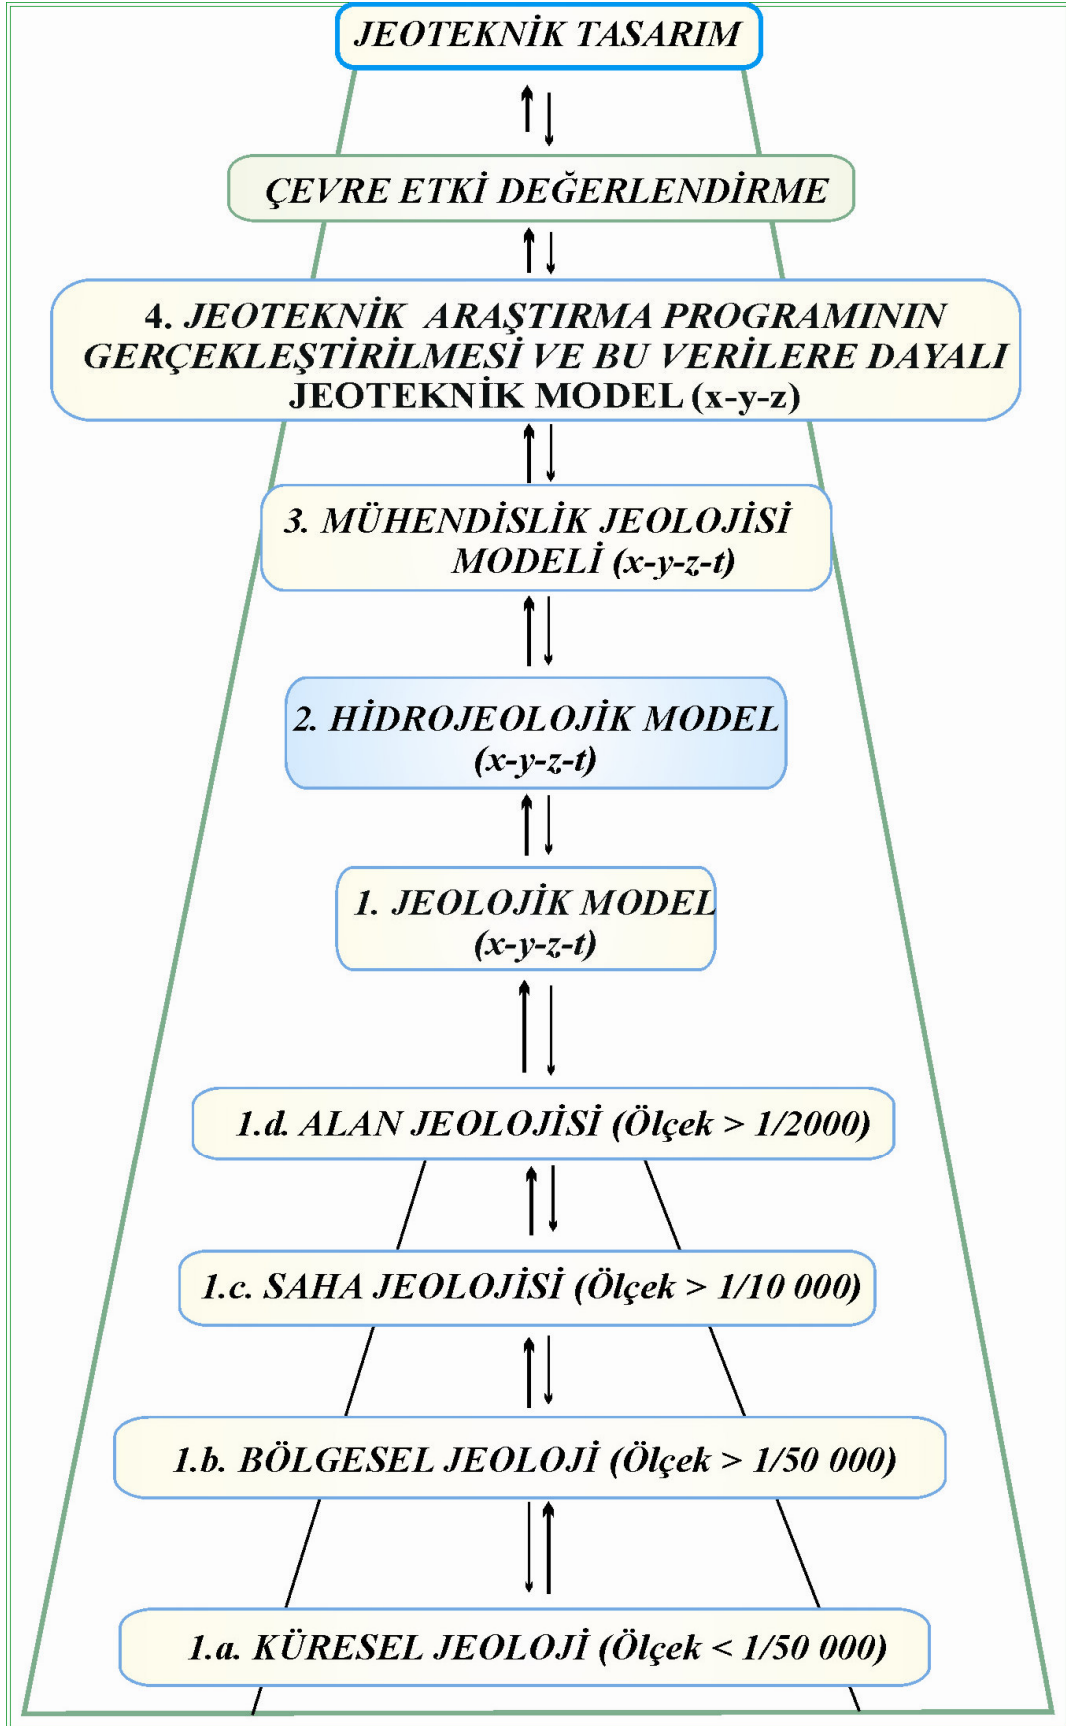 JEOTEKNİK TASARIM
ÇEVRE ETKİ DEĞERLENDİRME
4. JEOTEKNİK ARAŞTIRMA PROGRAMININ
GERÇEKLEŞTİRİLMESİ VE BU VERİLERE DAYALI
JEOTEKNİK MODEL (x-y-z)
3. MÜHENDİSLİK JEOLOJİSİ
MODELİ (x-y-z-t)
2. HİDROJEOLOJİK MODEL
(x-y-z-t)
1. JEOLOJİK MODEL
(x-y-z-t)
1.d. ALAN JEOLOJİSİ (Ölçek > 1/2000)
1.c. SAHA JEOLOJİSİ (Ölçek > 1/10 000)
1.b. BÖLGESEL JEOLOJİ (Ölçek > 1/50 000)
1.a. KÜRESEL JEOLOJİ (Ölçek < 1/50 000)